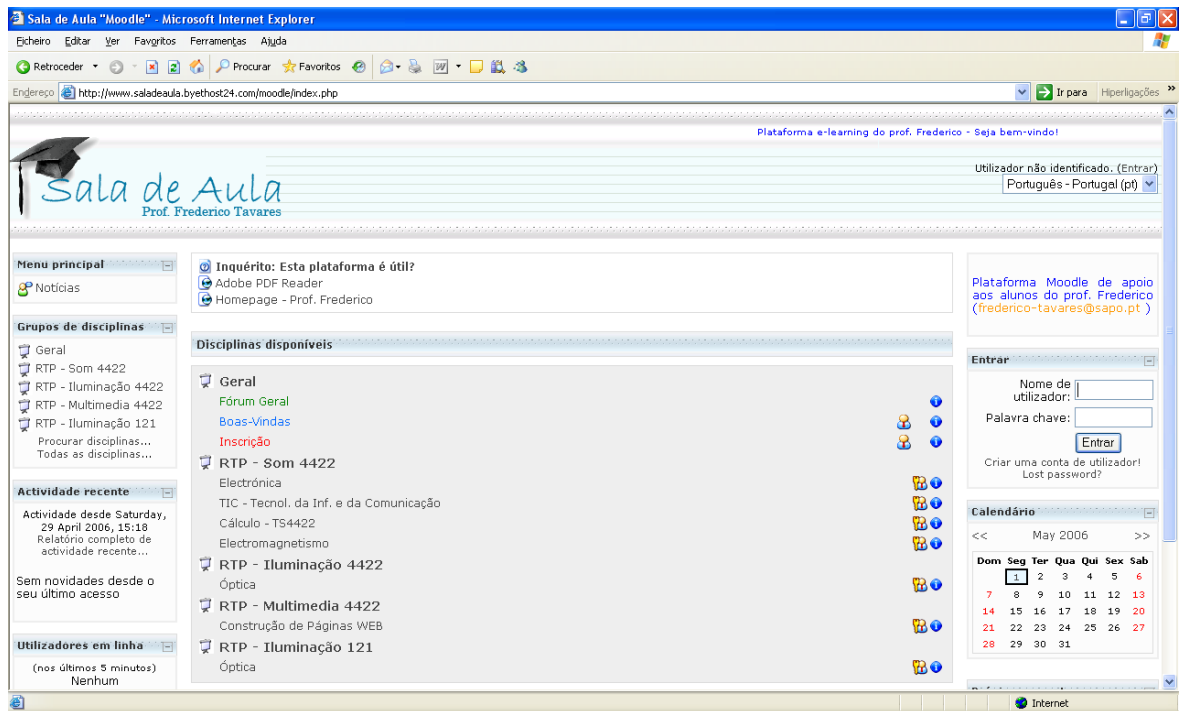 Sala de Aula "Moodle" - Microsoft Internet Explorer
Ficheiro Editar Ver Favoritos Ferramentas Ajuda
Retroceder Procurar Favoritos
Endereço http://www.saladeaula.byethost24.com/moodle/index.php Ir para Hiperligações »
Plataforma e-learning do prof. Frederico - Seja bem-vindo!
Utilizador não identificado. (Entrar)
Português - Portugal (pt)
Sala de Aula
Prof. Frederico Tavares
Menu principal
Notícias
Grupos de disciplinas
Geral
RTP - Som 4422
RTP - Iluminação 4422
RTP - Multimedia 4422
RTP - Iluminação 121
Procurar disciplinas...
Todas as disciplinas...
Actividade recente
Actividade desde Saturday,
29 April 2006, 15:18
Relatório completo de
actividade recente...
Sem novidades desde o
seu último acesso
Utilizadores em linha
(nos últimos 5 minutos)
Nenhum
Inquérito: Esta plataforma é útil?
Adobe PDF Reader
Homepage - Prof. Frederico
Disciplinas disponíveis
Geral
Fórum Geral
Boas-Vindas
Inscrição
RTP - Som 4422
Electrónica
TIC - Tecnol. da Inf. e da Comunicação
Cálculo - TS4422
Electromagnetismo
RTP - Iluminação 4422
Óptica
RTP - Multimedia 4422
Construção de Páginas WEB
RTP - Iluminação 121
Óptica
Plataforma Moodle de apoio
aos alunos do prof. Frederico
(frederico-tavares@sapo.pt )
Entrar
Nome de
utilizador:
Palavra chave:
Entrar
Criar uma conta de utilizador!
Lost password?
Calendário
<< May 2006 >>
Dom Seg Ter Qua Qui Sex Sab
1 2 3 4 5 6
7 8 9 10 11 12 13
14 15 16 17 18 19 20
21 22 23 24 25 26 27
28 29 30 31
Internet